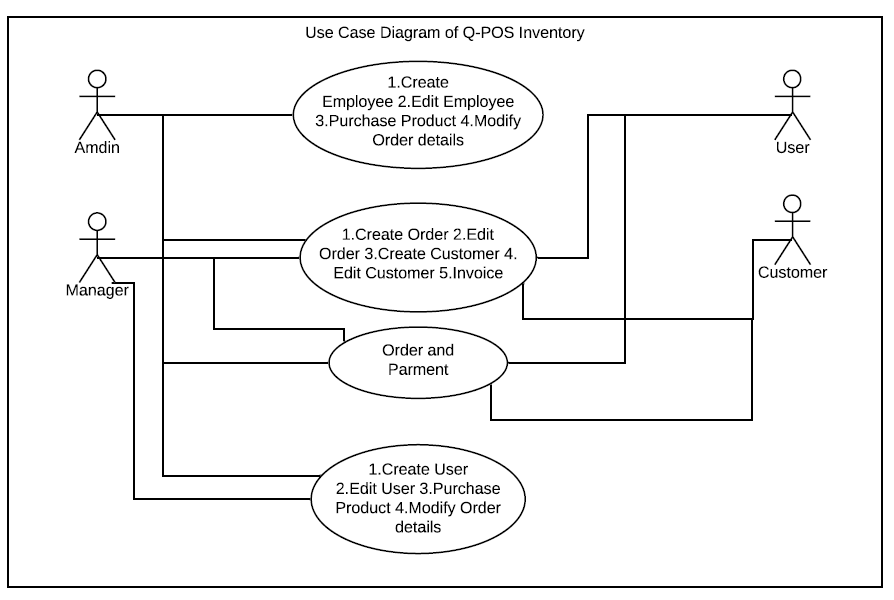 Use Case Diagram of Q-POS Inventory
1.Create
Employee 2.Edit Employee
3.Purchase Product 4.Modify
Order details
Amdin
User
1.Create Order 2.Edit
Order 3.Create Customer 4.
Edit Customer 5.Invoice
Manager
Customer
Order and
Parment
1.Create User
2.Edit User 3.Purchase
Product 4.Modify Order
details